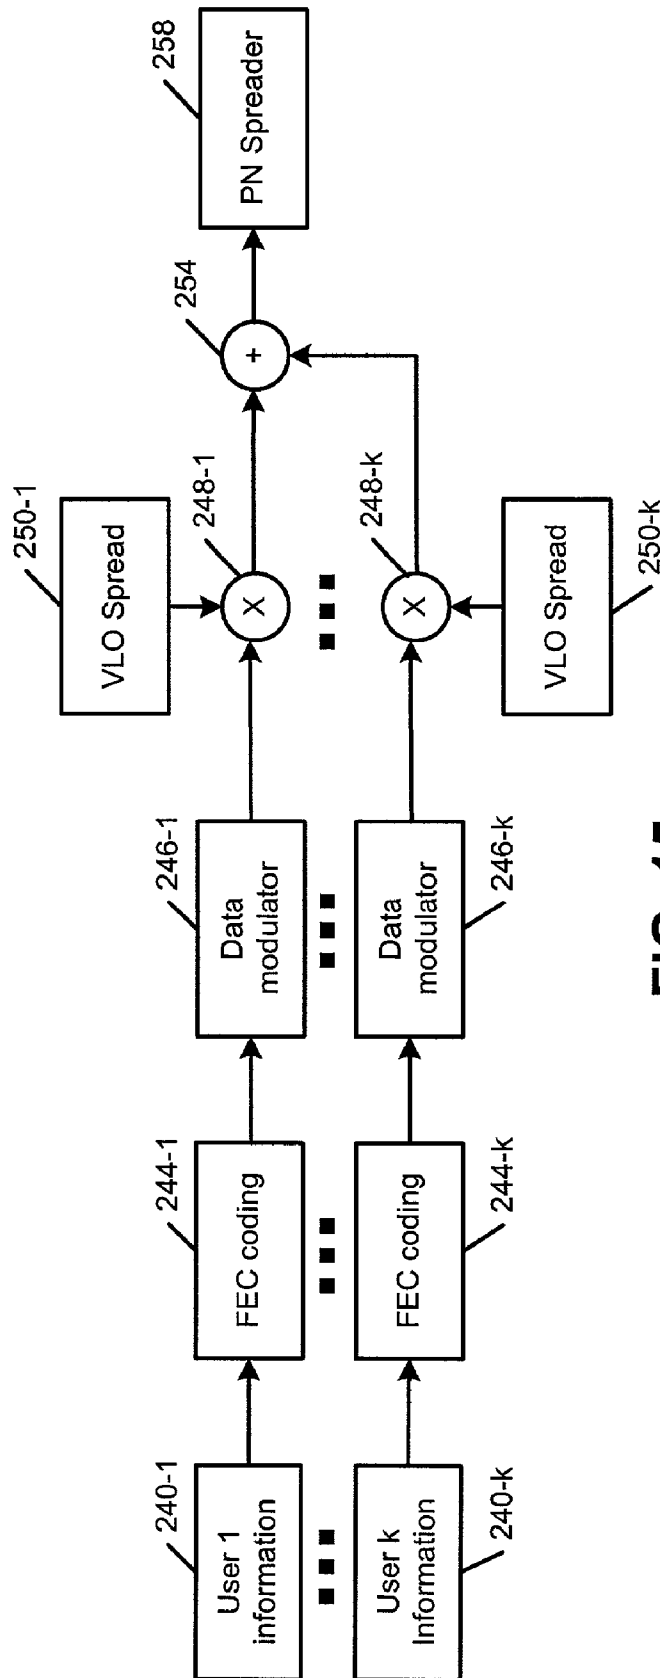 240-1
User 1
information
244-1
FEC coding
246-1
Data
modulator
250-1
VLO Spread
248-1
X
254
+
258
PN Spreader
User k
Information
240-k
FEC coding
244-k
Data
modulator
246-k
248-k
X
VLO Spread
250-k
FIG.